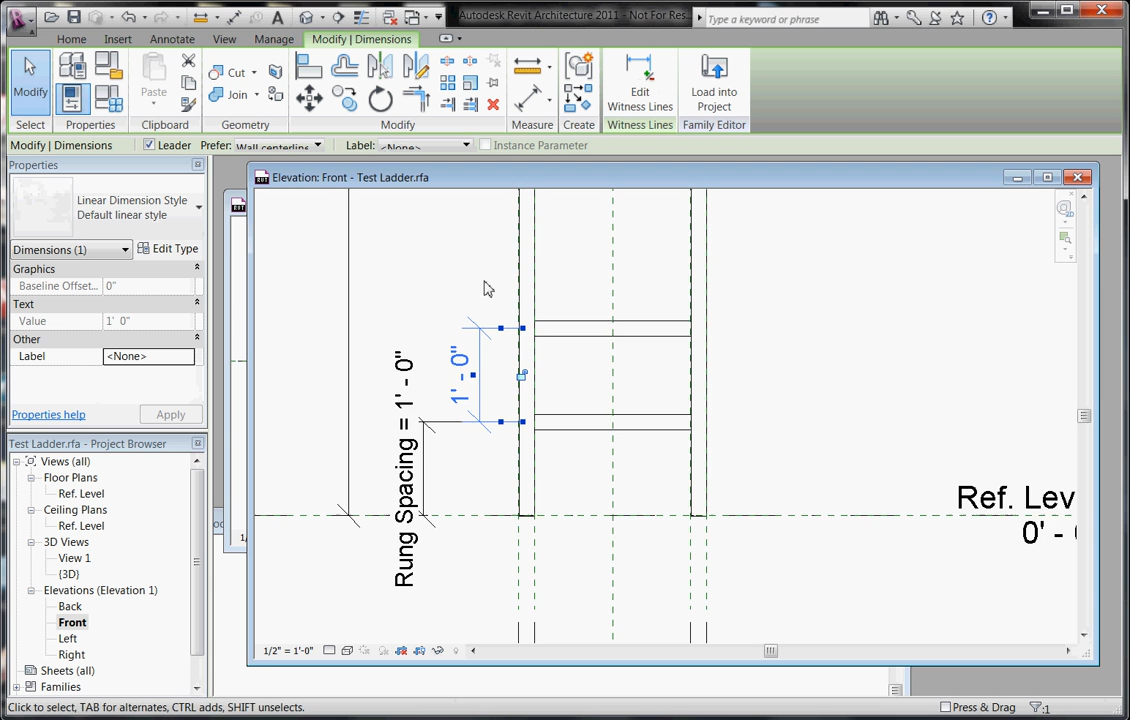 Autodesk Revit Architecture 2011 - Not For Res...
Type a keyword or phrase
Home
Insert
Annotate
View
Manage
Modify | Dimensions
Modify
Paste
Cut
Join
Edit
Witness Lines
Load into
Project
Select
Properties
Clipboard
Geometry
Modify
Measure
Create
Witness Lines
Family Editor
Modify | Dimensions
Leader
Prefer:
Wall centerline
Label:
<None>
Instance Parameter
Properties
Linear Dimension Style
Default linear style
Dimensions (1)
Edit Type
Graphics
Baseline Offset...
0"
Text
Value
1' 0"
Other
Label
<None>
Properties help
Apply
Test Ladder.rfa - Project Browser
Views (all)
Floor Plans
Ref. Level
Ceiling Plans
Ref. Level
3D Views
View 1
{3D}
Elevations (Elevation 1)
Back
Front
Left
Right
Sheets (all)
Families
Elevation: Front - Test Ladder.rfa
1' - 0"
Rung Spacing = 1' - 0"
Ref. Lev
0' -
1/2" = 1'-0"
Click to select, TAB for alternates, CTRL adds, SHIFT unselects.
Press & Drag
:1